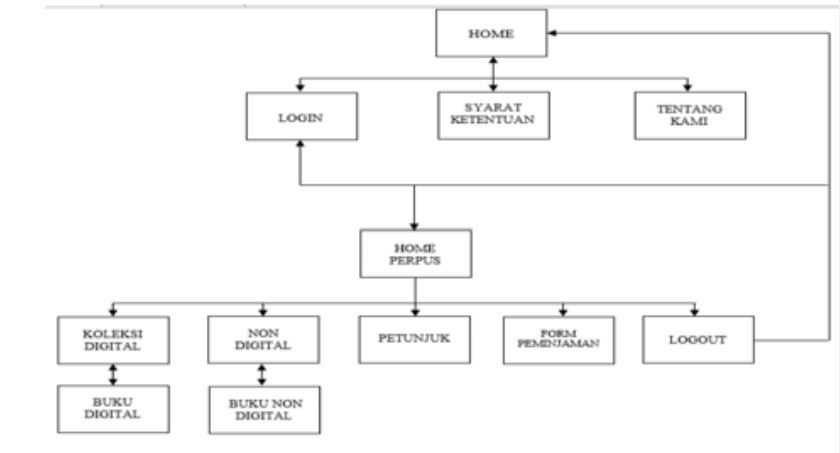 HOME
LOGIN
SYARAT
KETENTUAN
TENTANG
KAMI
HOME
PERPUS
KOLEKSI
DIGITAL
NON
DIGITAL
PETUNJUK
FORM
PEMINJAMAN
LOGOUT
BUKU
DIGITAL
BUKU NON
DIGITAL